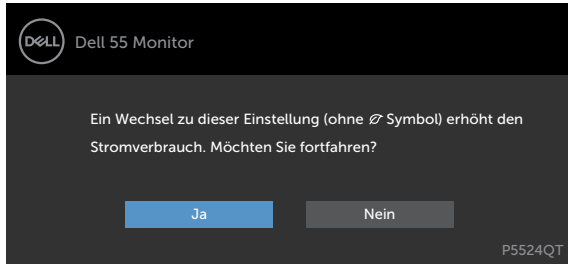 DELL Dell 55 Monitor
Ein Wechsel zu dieser Einstellung (ohne Symbol) erhöht den
Stromverbrauch. Möchten Sie fortfahren?
Ja Nein
P5524QT